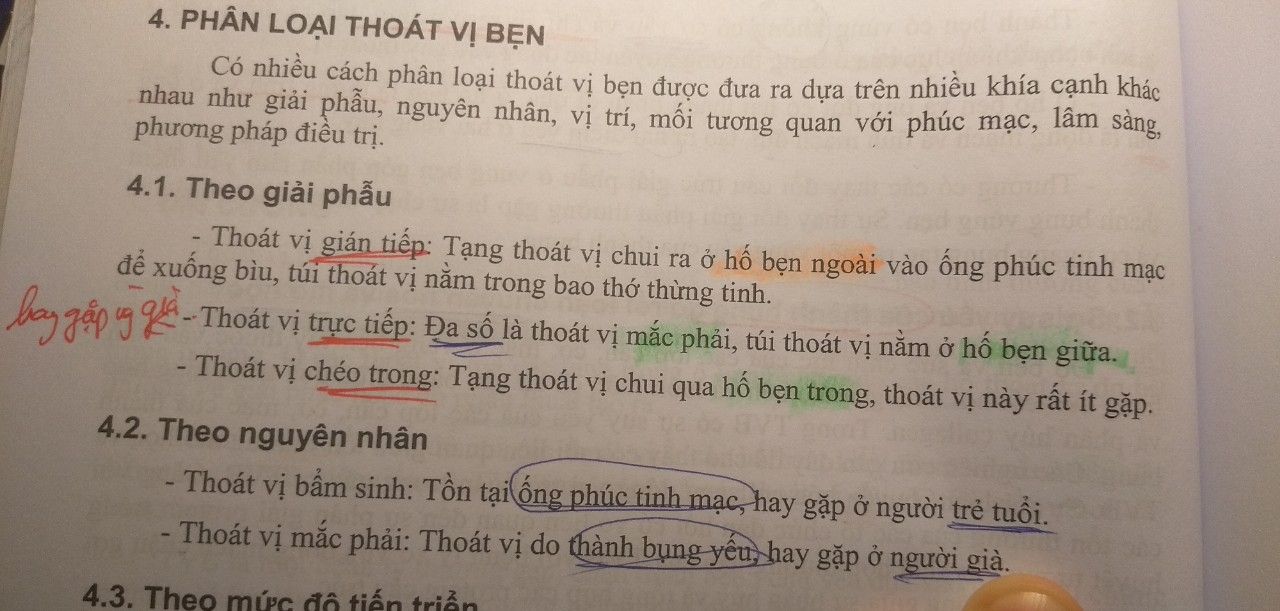 4. PHÂN LOẠI THOÁT VỊ BẸN
Có nhiều cách phân loại thoát vị bẹn được đưa ra dựa trên nhiều khía cạnh khác
nhau như giải phẫu, nguyên nhân, vị trí, mối tương quan với phúc mạc, lâm sàng,
phương pháp điều trị.
4.1. Theo giải phẫu
- Thoát vị gián tiếp: Tạng thoát vị chui ra ở hố bẹn ngoài vào ống phúc tinh mạc
để xuống bìu, túi thoát vị nằm trong bao thớ thừng tinh.
hay gặp ng già - Thoát vị trực tiếp: Đa số là thoát vị mắc phải, túi thoát vị nằm ở hố bẹn giữa.
- Thoát vị chéo trong: Tạng thoát vị chui qua hố bẹn trong, thoát vị này rất ít gặp.
4.2. Theo nguyên nhân
- Thoát vị bẩm sinh: Tồn tại ống phúc tinh mạc, hay gặp ở người trẻ tuổi.
- Thoát vị mắc phải: Thoát vị do thành bụng yếu, hay gặp ở người già.
4.3. Theo mức độ tiến triển